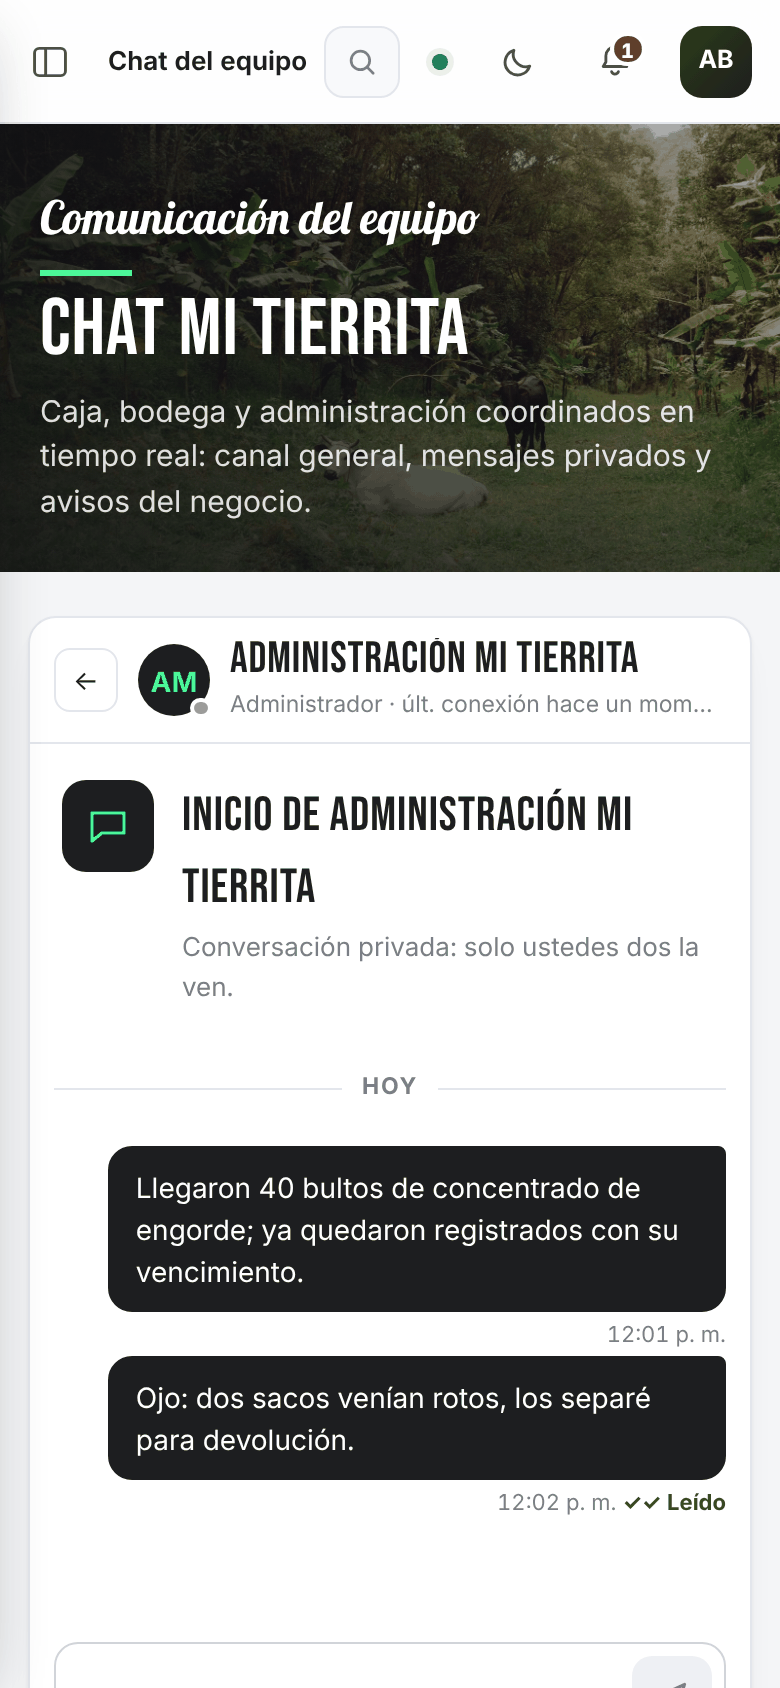 Chat del equipo
1
AB
Comunicación del equipo
CHAT MI TIERRITA
Caja, bodega y administración coordinados en
tiempo real: canal general, mensajes privados y
avisos del negocio.
AM
ADMINISTRACIÓN MI TIERRITA
Administrador · últ. conexión hace un mom...
INICIO DE ADMINISTRACIÓN MI
TIERRITA
Conversación privada: solo ustedes dos la
ven.
HOY
Llegaron 40 bultos de concentrado de
engorde; ya quedaron registrados con su
vencimiento.
12:01 p. m.
Ojo: dos sacos venían rotos, los separé
para devolución.
12:02 p. m. ✓✓ Leído